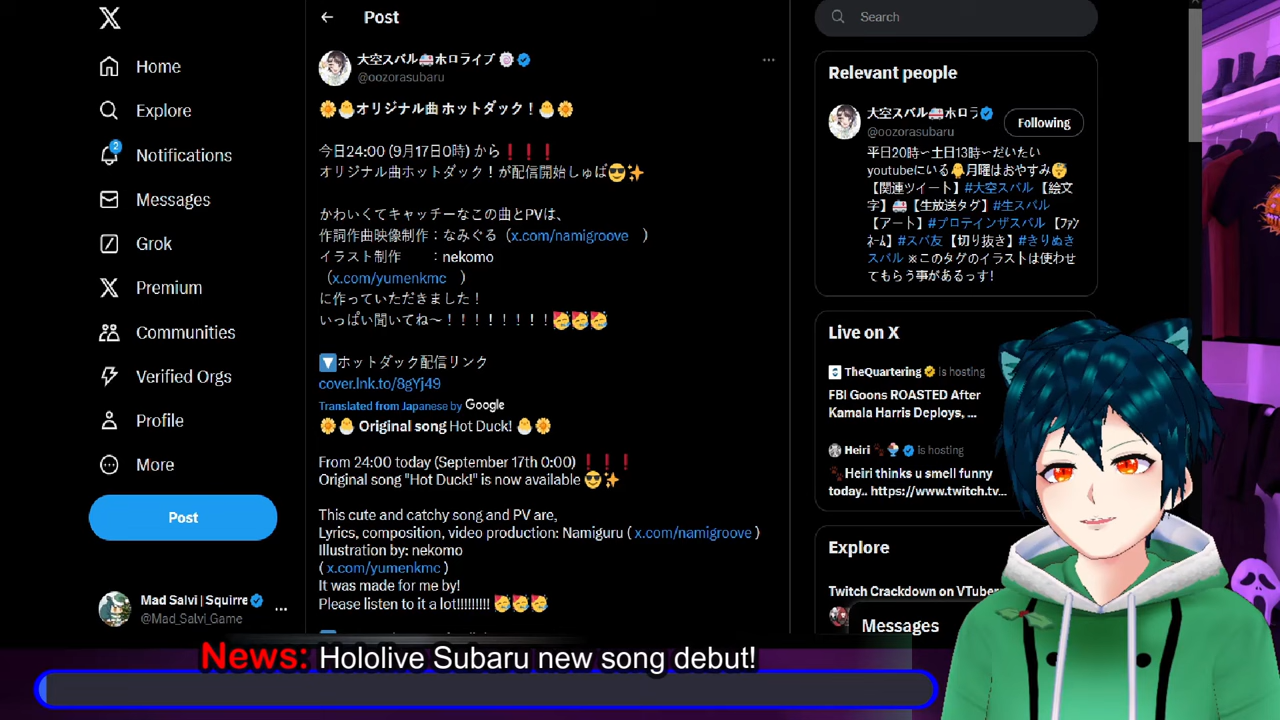 Home
Explore
2
Notifications
Messages
Grok
Premium
Communities
Verified Orgs
Profile
More
Post
Mad Salvi | Squirre
@Mad_Salvi_Game
Post
大空スバル🚑ホロライブ
@oozorasubaru
🌼🐣オリジナル曲 ホットダック！🐣🌼
今日24:00 (9月17日0時) から❗❗❗
オリジナル曲ホットダック！が配信開始しゅば😎✨
かわいくてキャッチーなこの曲とPVは、
作詞作曲映像制作：なみぐる（x.com/namigroove ）
イラスト制作　　：nekomo
（x.com/yumenkmc ）
に作っていただきました！
いっぱい聞いてね～！！！！！！！！🥳🥳🥳
🔽ホットダック配信リンク
cover.lnk.to/8gYj49
Translated from Japanese by Google
🌼🐣 Original song Hot Duck! 🐣🌼
From 24:00 today (September 17th 0:00) ❗❗❗
Original song "Hot Duck!" is now available 😎✨
This cute and catchy song and PV are,
Lyrics, composition, video production: Namiguru ( x.com/namigroove )
Illustration by: nekomo
( x.com/yumenkmc )
It was made for me by!
Please listen to it a lot!!!!!!!!! 🥳🥳🥳
Search
Relevant people
大空スバル🚑ホロラ
@oozorasubaru
Following
平日20時〜土日13時〜だいたい
youtubeにいる🐥月曜はおやすみ😴
【関連ツイート】#大空スバル 【絵文
字】🚑【生放送タグ】#生スバル
【アート】#プロテインザスバル 【ﾌｧﾝ
ﾈｰﾑ】#スバ友 【切り抜き】#きりぬき
スバル ※このタグのイラストは使わせ
てもらう事があるっす!
Live on X
TheQuartering is hosting
FBI Goons ROASTED After
Kamala Harris Deploys, ...
Heiri is hosting
🐾 Heiri thinks u smell funny
today.. https://www.twitch.tv...
Explore
Twitch Crackdown on VTuber
Messages
News: Hololive Subaru new song debut!